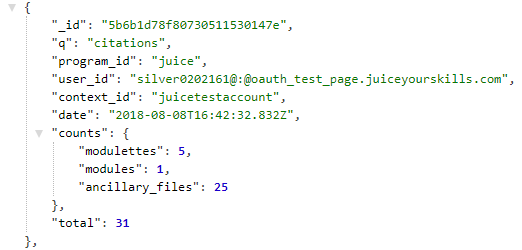 {
"_id": "5b6b1d78f80730511530147e",
"q": "citations",
"program_id": "juice",
"user_id": "silver0202161@:@oauth_test_page.juiceyourskills.com",
"context_id": "juicetestaccount",
"date": "2018-08-08T16:42:32.832Z",
"counts": {
"modulettes": 5,
"modules": 1,
"ancillary_files": 25
},
"total": 31
},